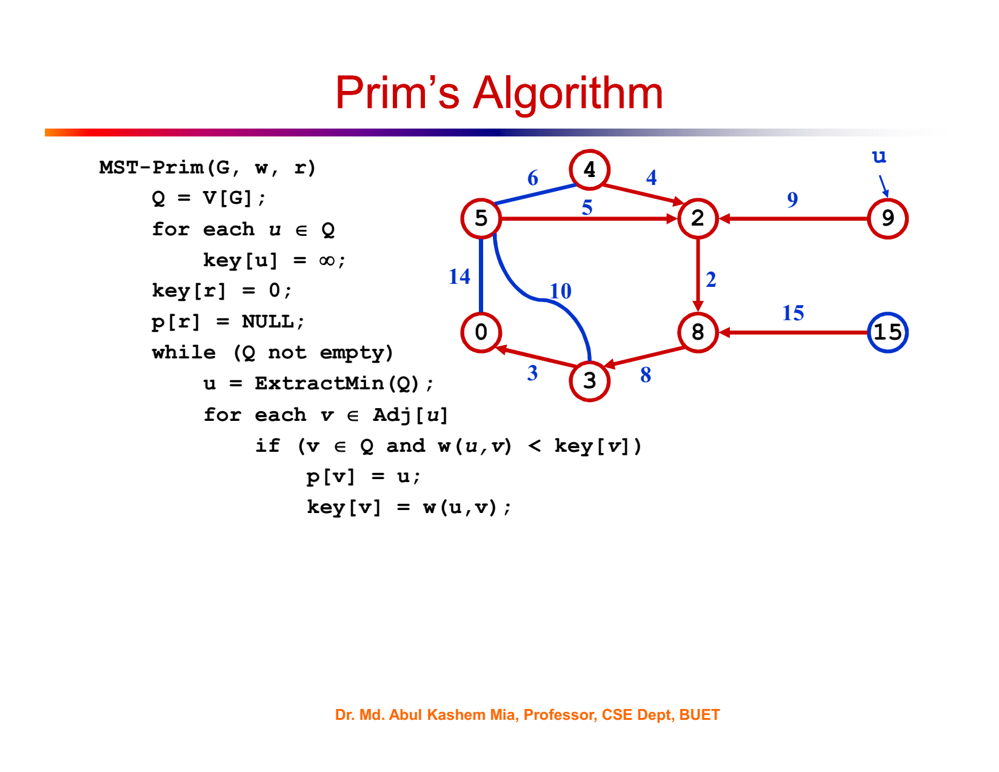 Prim’s Algorithm
MST-Prim(G, w, r)
Q = V[G];
for each u ∈ Q
key[u] = ∞;
key[r] = 0;
p[r] = NULL;
while (Q not empty)
u = ExtractMin(Q);
for each v ∈ Adj[u]
if (v ∈ Q and w(u,v) < key[v])
p[v] = u;
key[v] = w(u,v);
u
4
6
4
5
5
2
9
9
14
10
2
15
0
8
15
3
3
8
Dr. Md. Abul Kashem Mia, Professor, CSE Dept, BUET